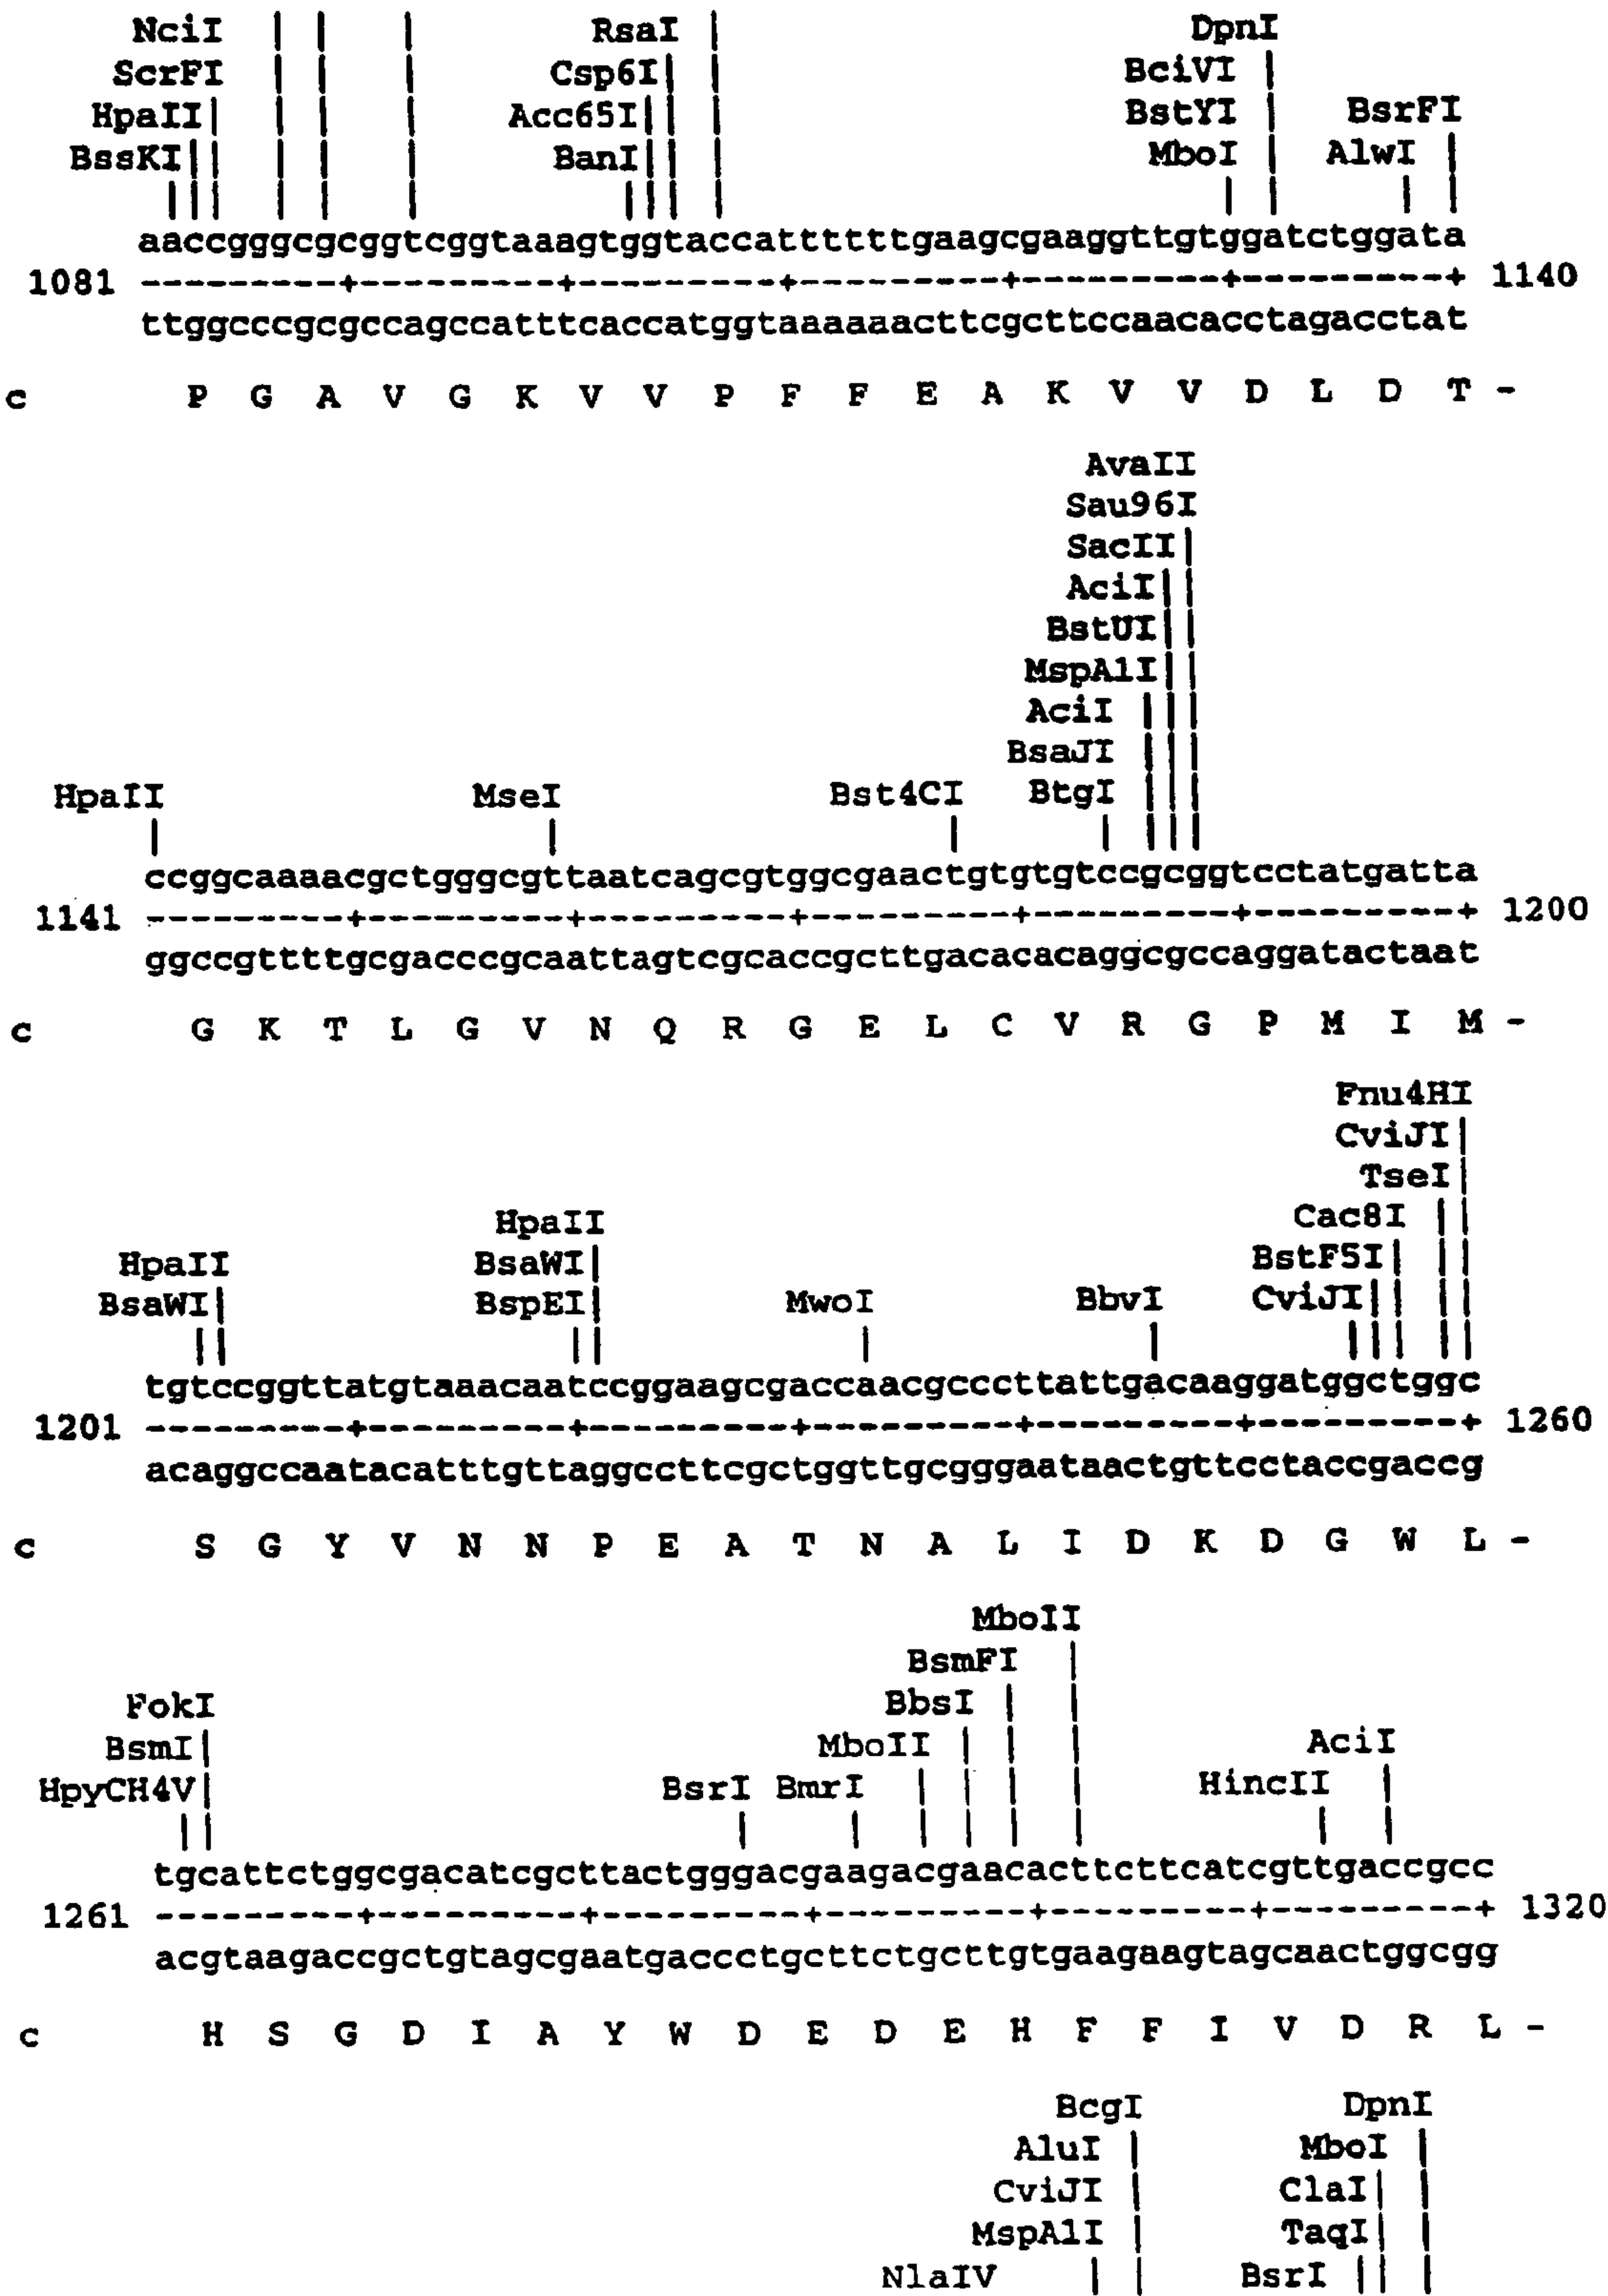 NciI | | | RsaI | DpnI
ScrFI | | | Csp6I| | BciVI |
HpaII| | | | Acc65I|| | BstYI | BsrFI
BssKI|| | | | BanI|| | MboI | AlwI |
||| | | | ||| | | | | |
aaccgggcgcggtcggtaaagtggtaccatttttttgaagcgaaggttgtggatctggata
1081 ---------+---------+---------+---------+---------+---------+ 1140
ttggcccgcgccagccatttcaccatggtaaaaaacttcgcttccaacacctagacctat
c P G A V G K V V P F F E A K V V D L D T -
AvaII
Sau96I
SacII|
AciI||
BstUI||
MspA1I||
AciI |||
BsaJI |||
HpaII MseI Bst4CI BtgI |||
| | | | |||
ccggcaaaacgctgggcgttaatcagcgtggcgaactgtgtgtccgcggtcctatgatta
1141 ---------+---------+---------+---------+---------+---------+ 1200
ggccgttttgcgacccgcaattagtcgcaccgcttgacacacaggcgccaggatactaat
c G K T L G V N Q R G E L C V R G P M I M -
Fnu4HI
CviJI|
TseI|
HpaII Cac8I ||
HpaII BsaWI| BstF5I| ||
BsaWI| BspEI| MwoI BbvI CviJI|| ||
|| || | | ||| ||
tgtccggttatgtaaacaatccggaagcgaccaacgcccttattgacaaggatggctggc
1201 ---------+---------+---------+---------+---------+---------+ 1260
acaggccaatacatttgttaggccttcgctggttgcgggaataactgttcctaccgaccg
c S G Y V N N P E A T N A L I D K D G W L -
MboII
BsmFI |
FokI BbsI | |
BsmI| MboII | | | AciI
HpyCH4V| BsrI BmrI | | | | HincII |
|| | | | | | | | |
tgcattctggcgacatcgcttactgggacgaagacgaacacttcttcatcgttgaccgcc
1261 ---------+---------+---------+---------+---------+---------+ 1320
acgtaagaccgctgtagcgaatgaccctgcttctgcttgtgaagaagtagcaactggcgg
c H S G D I A Y W D E D E H F F I V D R L -
BcgI DpnI
AluI | MboI |
CviJI | ClaI| |
MspA1I | TaqI| |
NlaIV | | BsrI || |